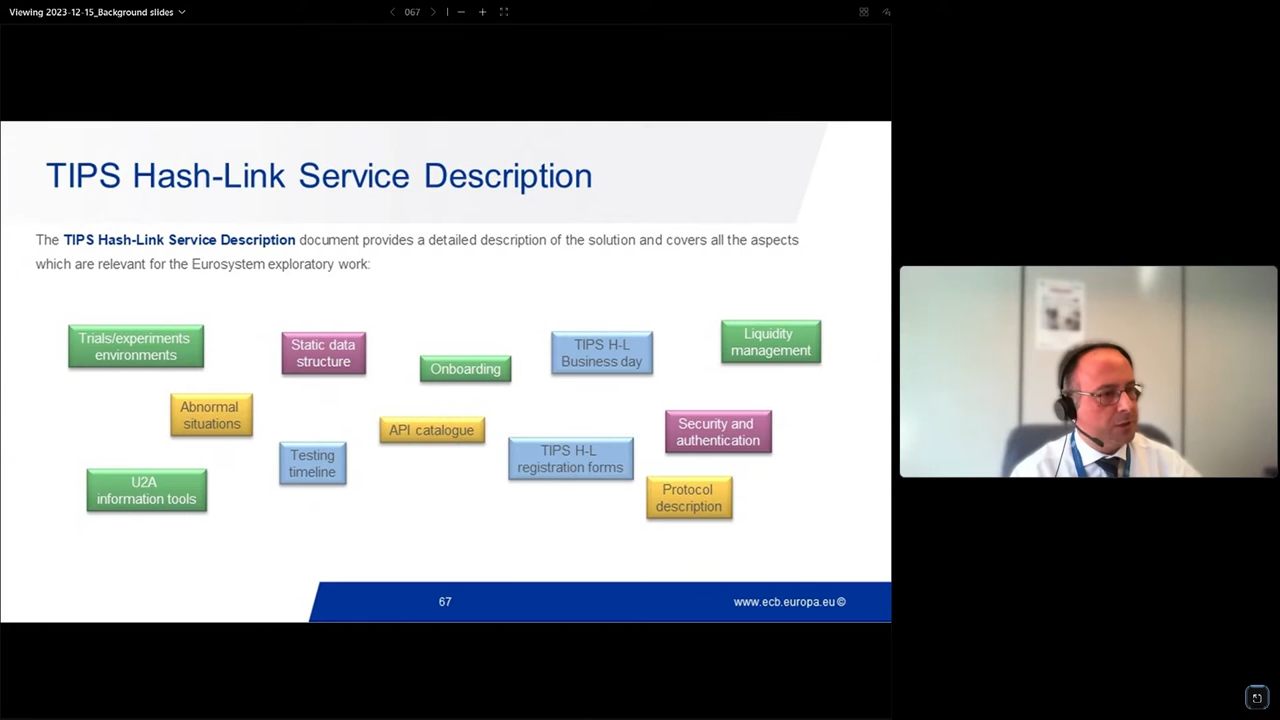 Viewing 2023-12-15_Background slides
067
TIPS Hash-Link Service Description
The TIPS Hash-Link Service Description document provides a detailed description of the solution and covers all the aspects
which are relevant for the Eurosystem exploratory work:
Trials/experiments
environments
Static data
structure
Onboarding
TIPS H-L
Business day
Liquidity
management
Abnormal
situations
API catalogue
Security and
authentication
Testing
timeline
TIPS H-L
registration forms
U2A
information tools
Protocol
description
67
www.ecb.europa.eu ©